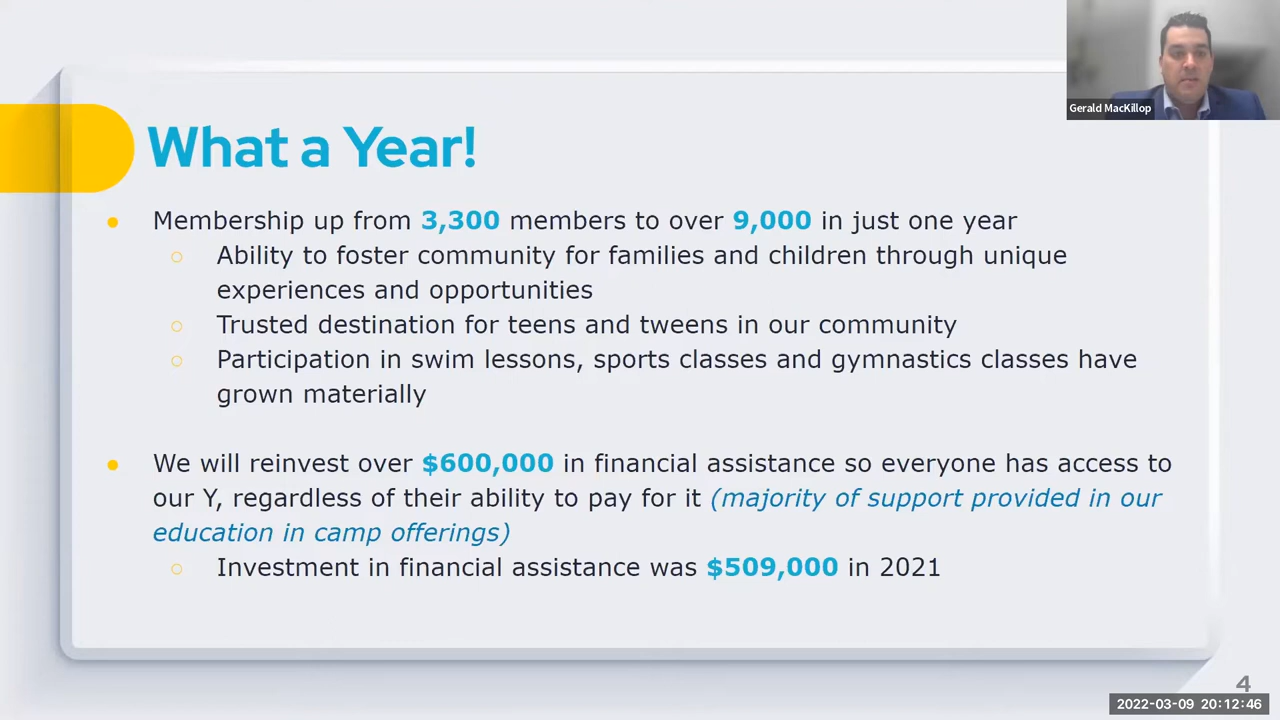 Gerald MacKillop
What a Year!
Membership up from 3,300 members to over 9,000 in just one year
Ability to foster community for families and children through unique
experiences and opportunities
Trusted destination for teens and tweens in our community
Participation in swim lessons, sports classes and gymnastics classes have
grown materially
We will reinvest over $600,000 in financial assistance so everyone has access to
our Y, regardless of their ability to pay for it (majority of support provided in our
education in camp offerings)
Investment in financial assistance was $509,000 in 2021
4
2022-03-09 20:12:46